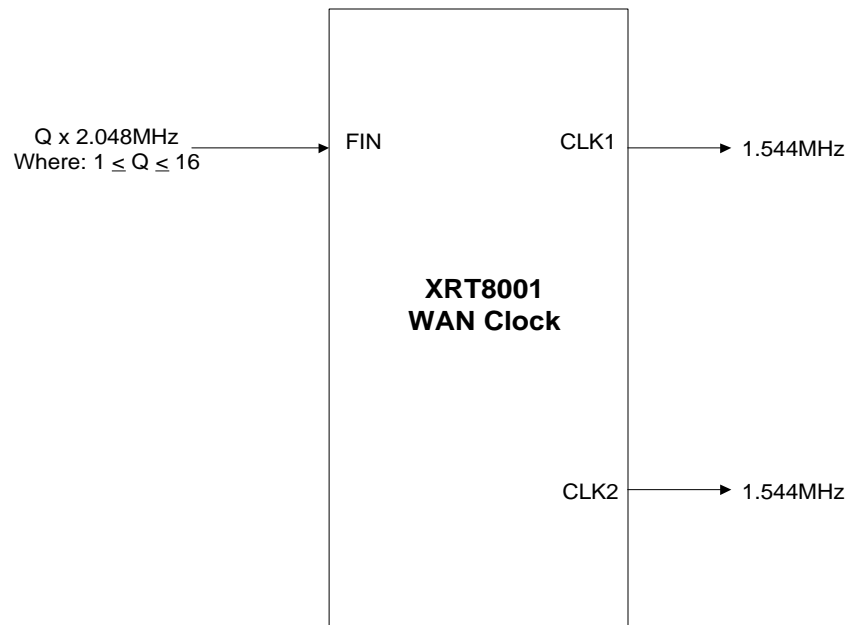 Q x 2.048MHz
Where: 1 ≤ Q ≤ 16
FIN
CLK1
1.544MHz
XRT8001
WAN Clock
CLK2
1.544MHz